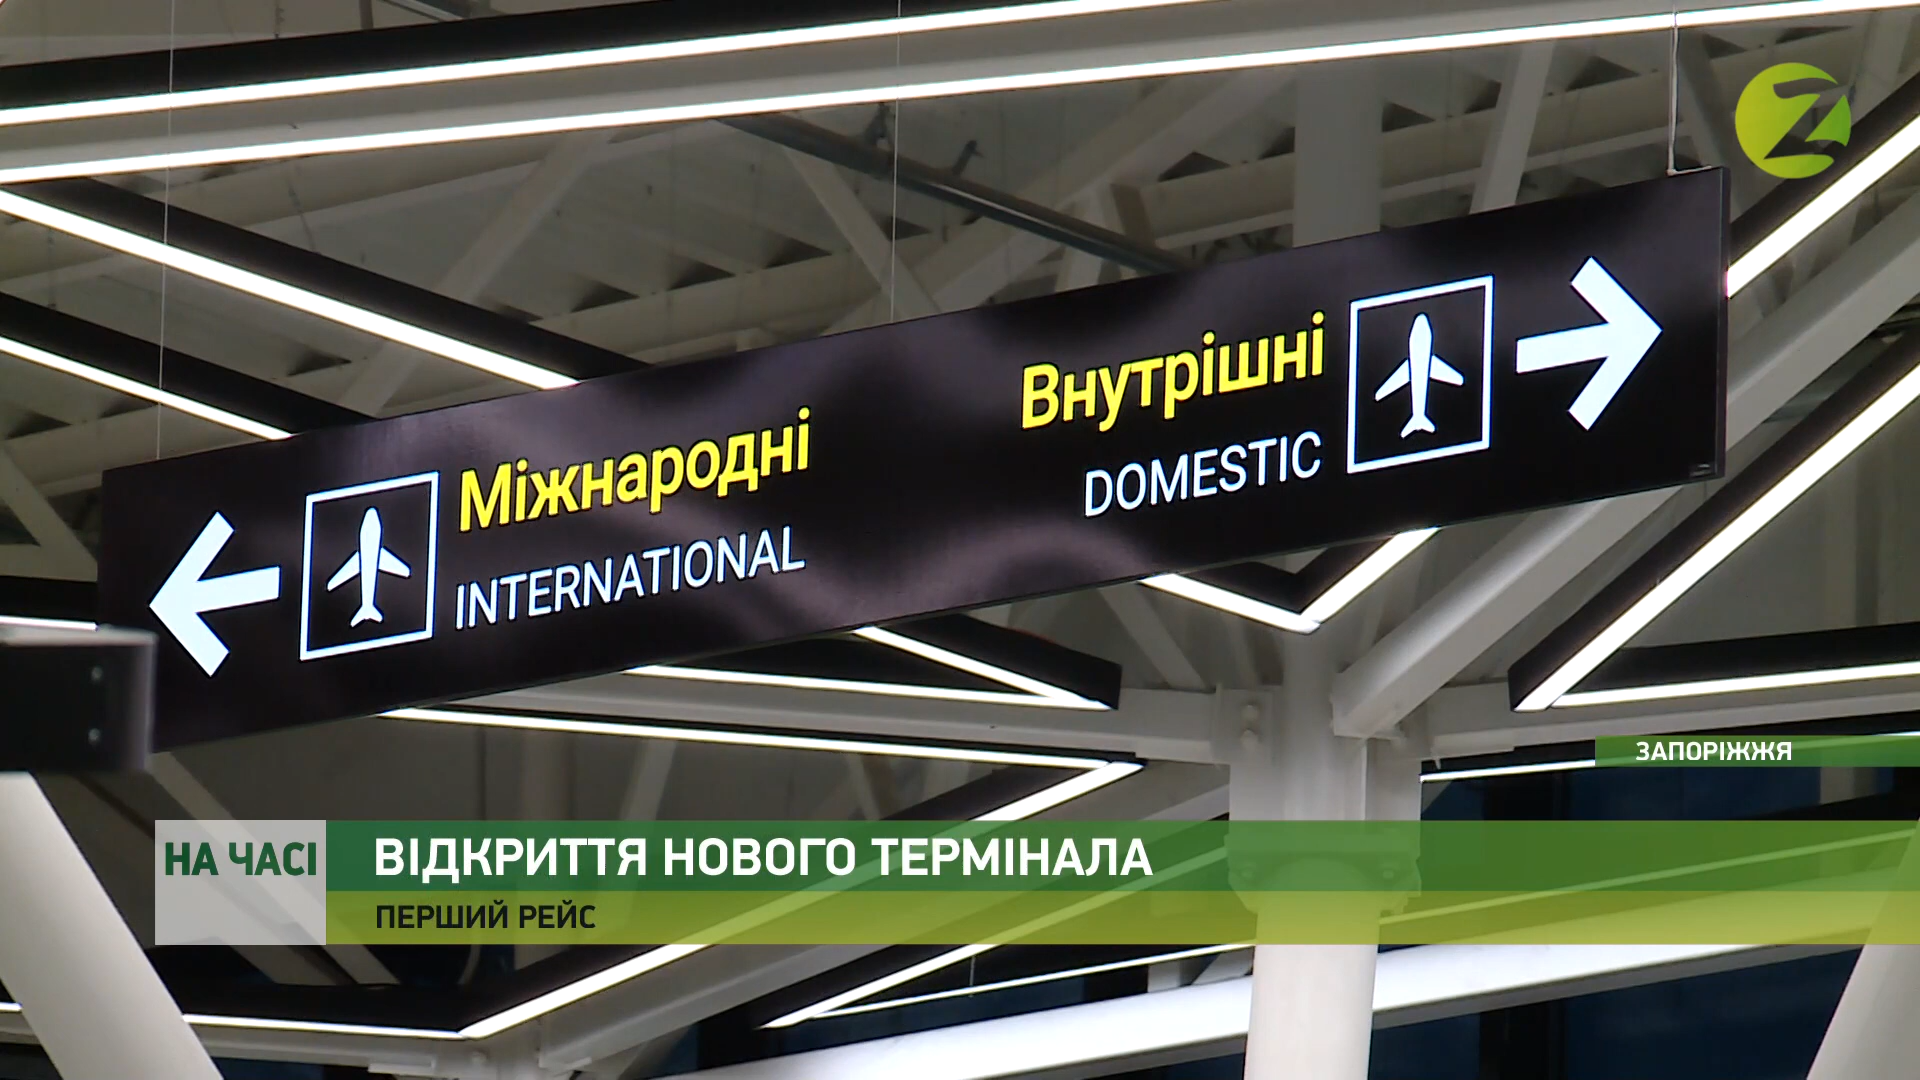 Міжнародні
INTERNATIONAL
Внутрішні
DOMESTIC
ЗАПОРІЖЖЯ
НА ЧАСІ
ВІДКРИТТЯ НОВОГО ТЕРМІНАЛА
ПЕРШИЙ РЕЙС